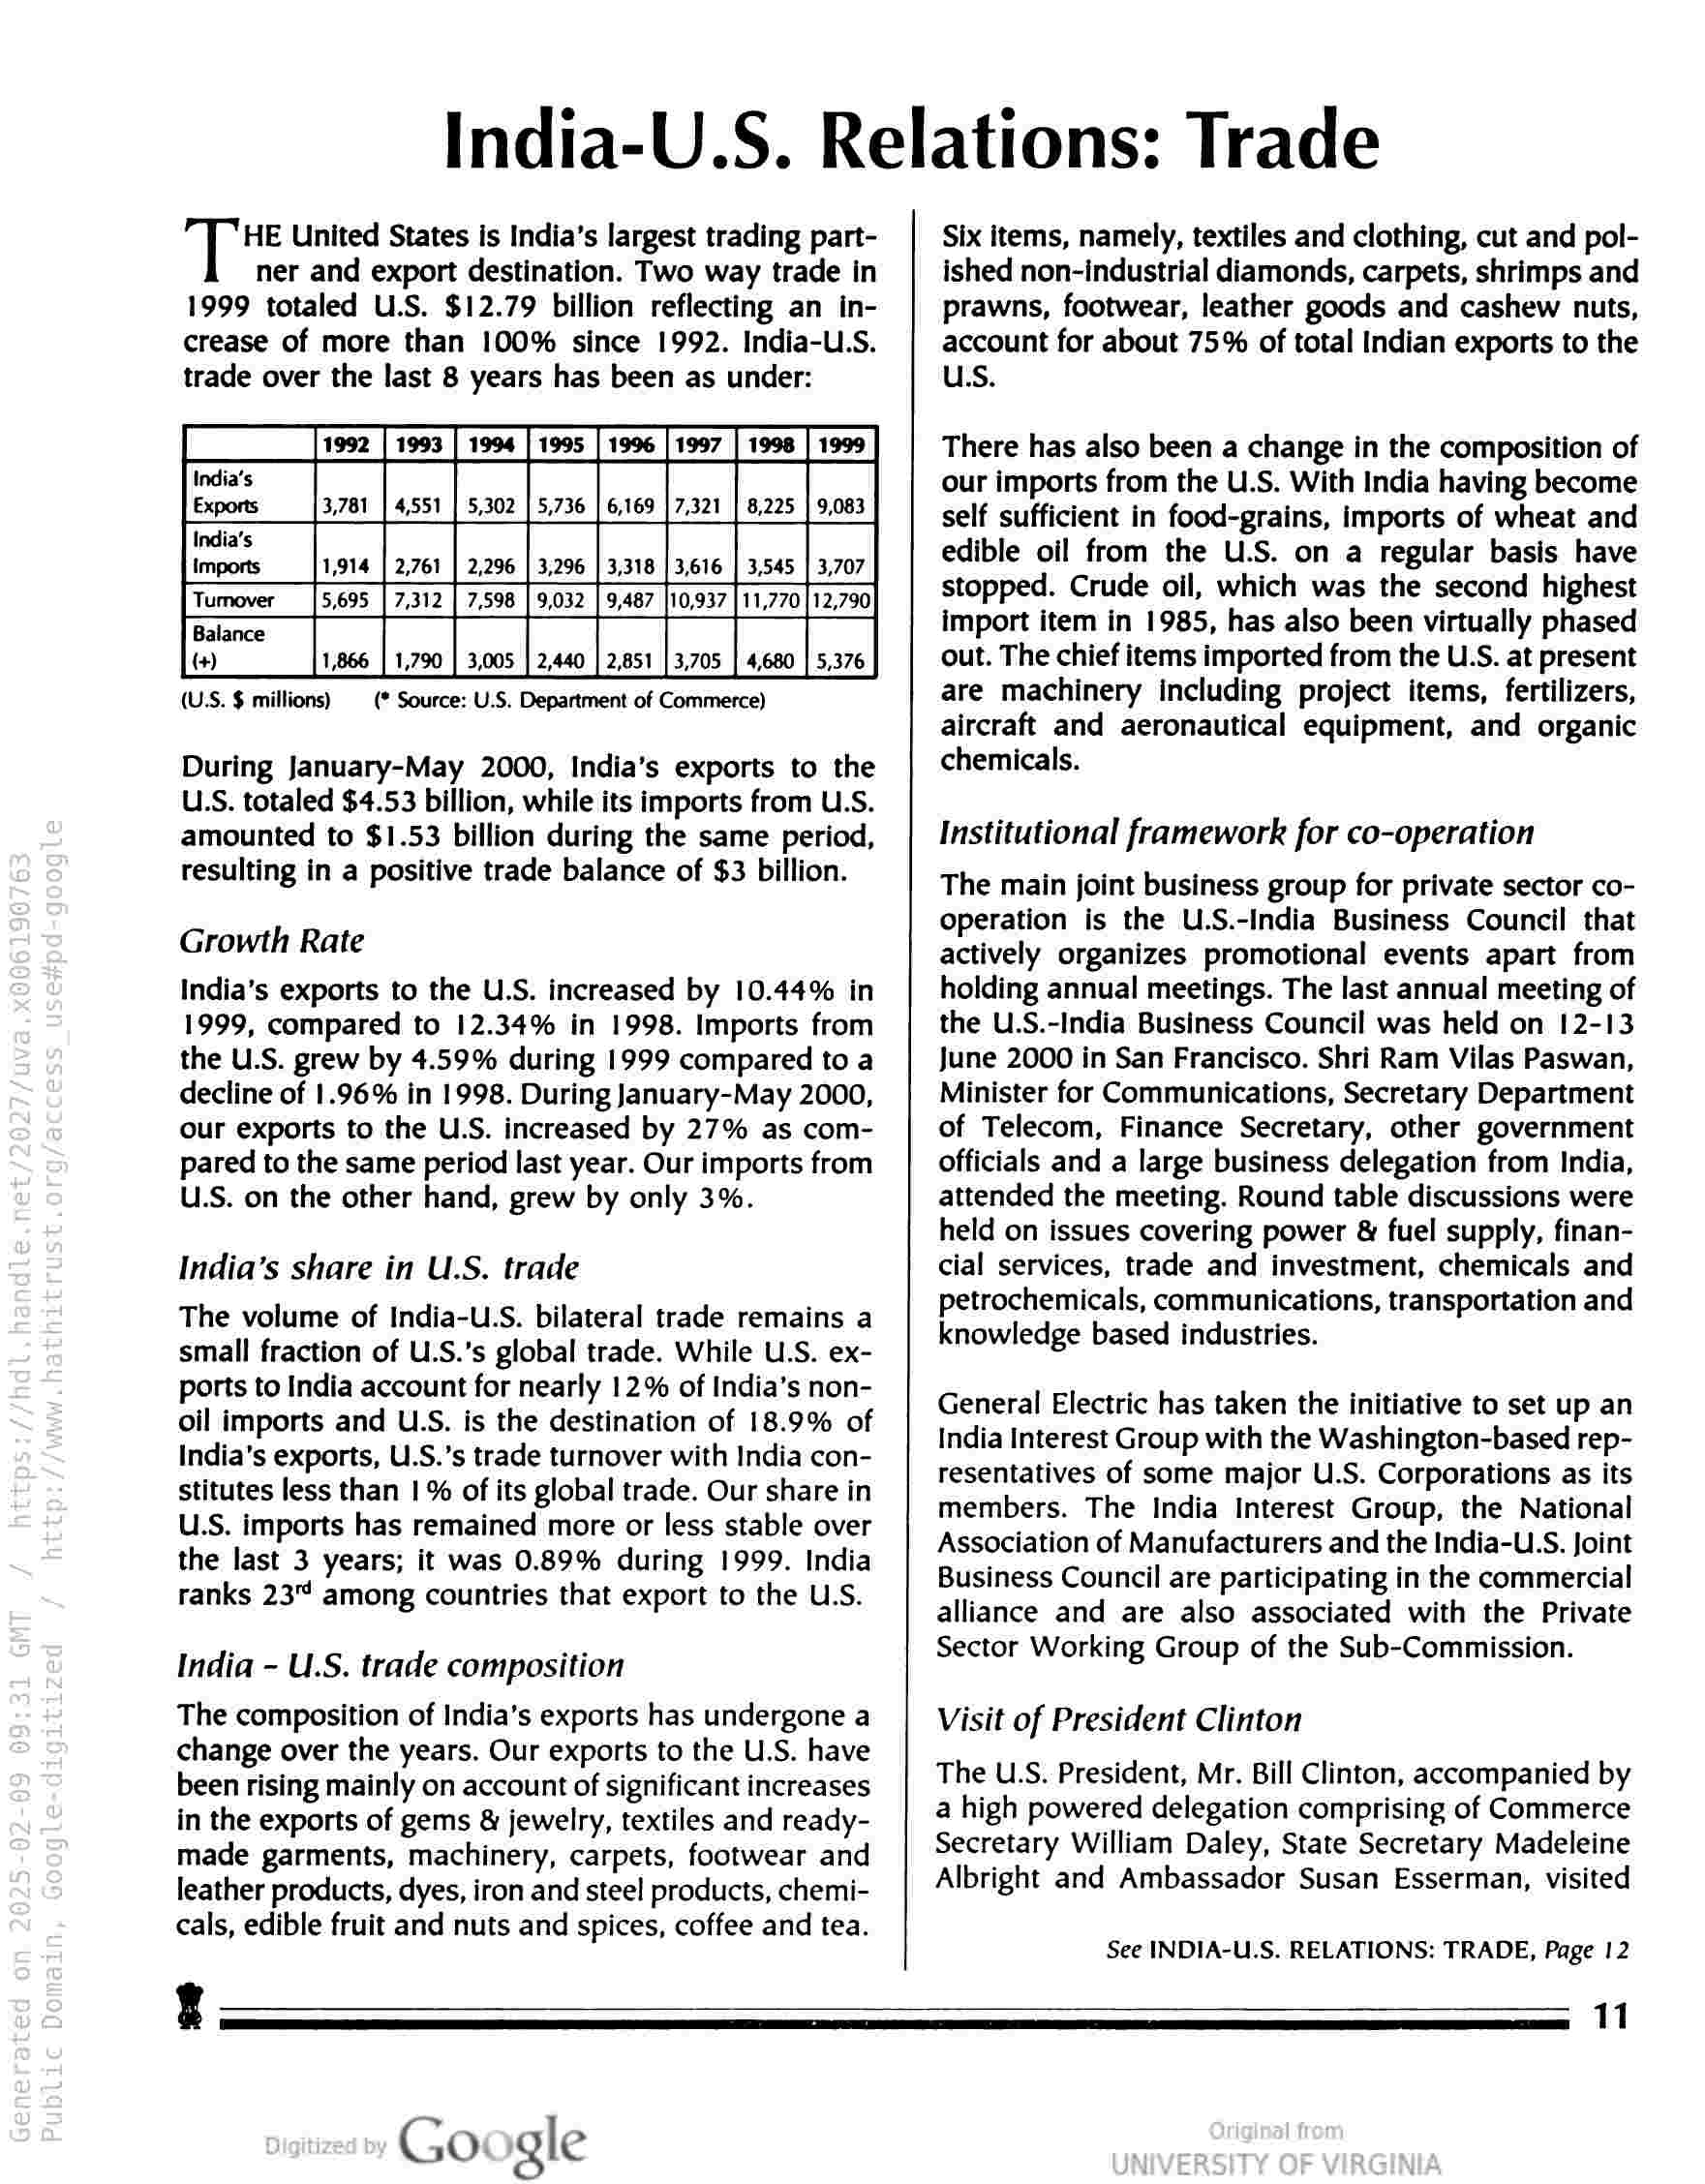 India-U.S. Relations: Trade
THE United States is India's largest trading part-
ner and export destination. Two way trade in
1999 totaled U.S. $12.79 billion reflecting an in-
crease of more than 100% since 1992. India-U.S.
trade over the last 8 years has been as under:
1992 1993 1994 1995 1996 1997 1998 1999
India's
Exports 3,781 4,551 5,302 5,736 6,169 7,321 8,225 9,083
India's
Imports 1,914 2,761 2,296 3,296 3,318 3,616 3,545 3,707
Turnover 5,695 7,312 7,598 9,032 9,487 10,937 11,770 12,790
Balance
(+) 1,866 1,790 3,005 2,440 2,851 3,705 4,680 5,376
(U.S. $ millions) (* Source: U.S. Department of Commerce)
During January-May 2000, India's exports to the
U.S. totaled $4.53 billion, while its imports from U.S.
amounted to $1.53 billion during the same period,
resulting in a positive trade balance of $3 billion.
Growth Rate
India's exports to the U.S. increased by 10.44% in
1999, compared to 12.34% in 1998. Imports from
the U.S. grew by 4.59% during 1999 compared to a
decline of 1.96% in 1998. During January-May 2000,
our exports to the U.S. increased by 27% as com-
pared to the same period last year. Our imports from
U.S. on the other hand, grew by only 3%.
India's share in U.S. trade
The volume of India-U.S. bilateral trade remains a
small fraction of U.S.'s global trade. While U.S. ex-
ports to India account for nearly 12% of India's non-
oil imports and U.S. is the destination of 18.9% of
India's exports, U.S.'s trade turnover with India con-
stitutes less than 1% of its global trade. Our share in
U.S. imports has remained more or less stable over
the last 3 years; it was 0.89% during 1999. India
ranks 23rd among countries that export to the U.S.
India - U.S. trade composition
The composition of India's exports has undergone a
change over the years. Our exports to the U.S. have
been rising mainly on account of significant increases
in the exports of gems & jewelry, textiles and ready-
made garments, machinery, carpets, footwear and
leather products, dyes, iron and steel products, chemi-
cals, edible fruit and nuts and spices, coffee and tea.
Six items, namely, textiles and clothing, cut and pol-
ished non-industrial diamonds, carpets, shrimps and
prawns, footwear, leather goods and cashew nuts,
account for about 75% of total Indian exports to the
U.S.
There has also been a change in the composition of
our imports from the U.S. With India having become
self sufficient in food-grains, imports of wheat and
edible oil from the U.S. on a regular basis have
stopped. Crude oil, which was the second highest
import item in 1985, has also been virtually phased
out. The chief items imported from the U.S. at present
are machinery including project items, fertilizers,
aircraft and aeronautical equipment, and organic
chemicals.
Institutional framework for co-operation
The main joint business group for private sector co-
operation is the U.S.-India Business Council that
actively organizes promotional events apart from
holding annual meetings. The last annual meeting of
the U.S.-India Business Council was held on 12-13
June 2000 in San Francisco. Shri Ram Vilas Paswan,
Minister for Communications, Secretary Department
of Telecom, Finance Secretary, other government
officials and a large business delegation from India,
attended the meeting. Round table discussions were
held on issues covering power & fuel supply, finan-
cial services, trade and investment, chemicals and
petrochemicals, communications, transportation and
knowledge based industries.
General Electric has taken the initiative to set up an
India Interest Group with the Washington-based rep-
resentatives of some major U.S. Corporations as its
members. The India Interest Group, the National
Association of Manufacturers and the India-U.S. Joint
Business Council are participating in the commercial
alliance and are also associated with the Private
Sector Working Group of the Sub-Commission.
Visit of President Clinton
The U.S. President, Mr. Bill Clinton, accompanied by
a high powered delegation comprising of Commerce
Secretary William Daley, State Secretary Madeleine
Albright and Ambassador Susan Esserman, visited
See INDIA-U.S. RELATIONS: TRADE, Page 12
11
Generated on 2025-02-09 09:31 GMT / https://hdl.handle.net/2027/uva.x006190763
Public Domain, Google-digitized / http://www.hathitrust.org/access_use#pd-google
Digitized by Google
Original from
UNIVERSITY OF VIRGINIA